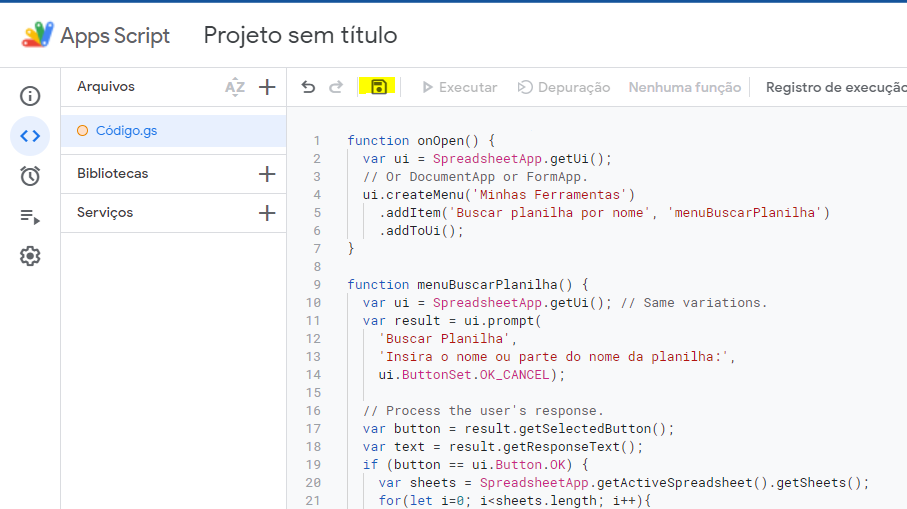 Apps Script Projeto sem título
Arquivos
AZ
Código.gs
Bibliotecas
Serviços
Executar Depuração Nenhuma função Registro de execução
1 function onOpen() {
2 var ui = SpreadsheetApp.getUi();
3 // Or DocumentApp or FormApp.
4 ui.createMenu('Minhas Ferramentas')
5 .addItem('Buscar planilha por nome', 'menuBuscarPlanilha')
6 .addToUi();
7 }
8
9 function menuBuscarPlanilha() {
10 var ui = SpreadsheetApp.getUi(); // Same variations.
11 var result = ui.prompt(
12 'Buscar Planilha',
13 'Insira o nome ou parte do nome da planilha:',
14 ui.ButtonSet.OK_CANCEL);
15
16 // Process the user's response.
17 var button = result.getSelectedButton();
18 var text = result.getResponseText();
19 if (button == ui.Button.OK) {
20 var sheets = SpreadsheetApp.getActiveSpreadsheet().getSheets();
21 for(let i=0; i<sheets.length; i++){